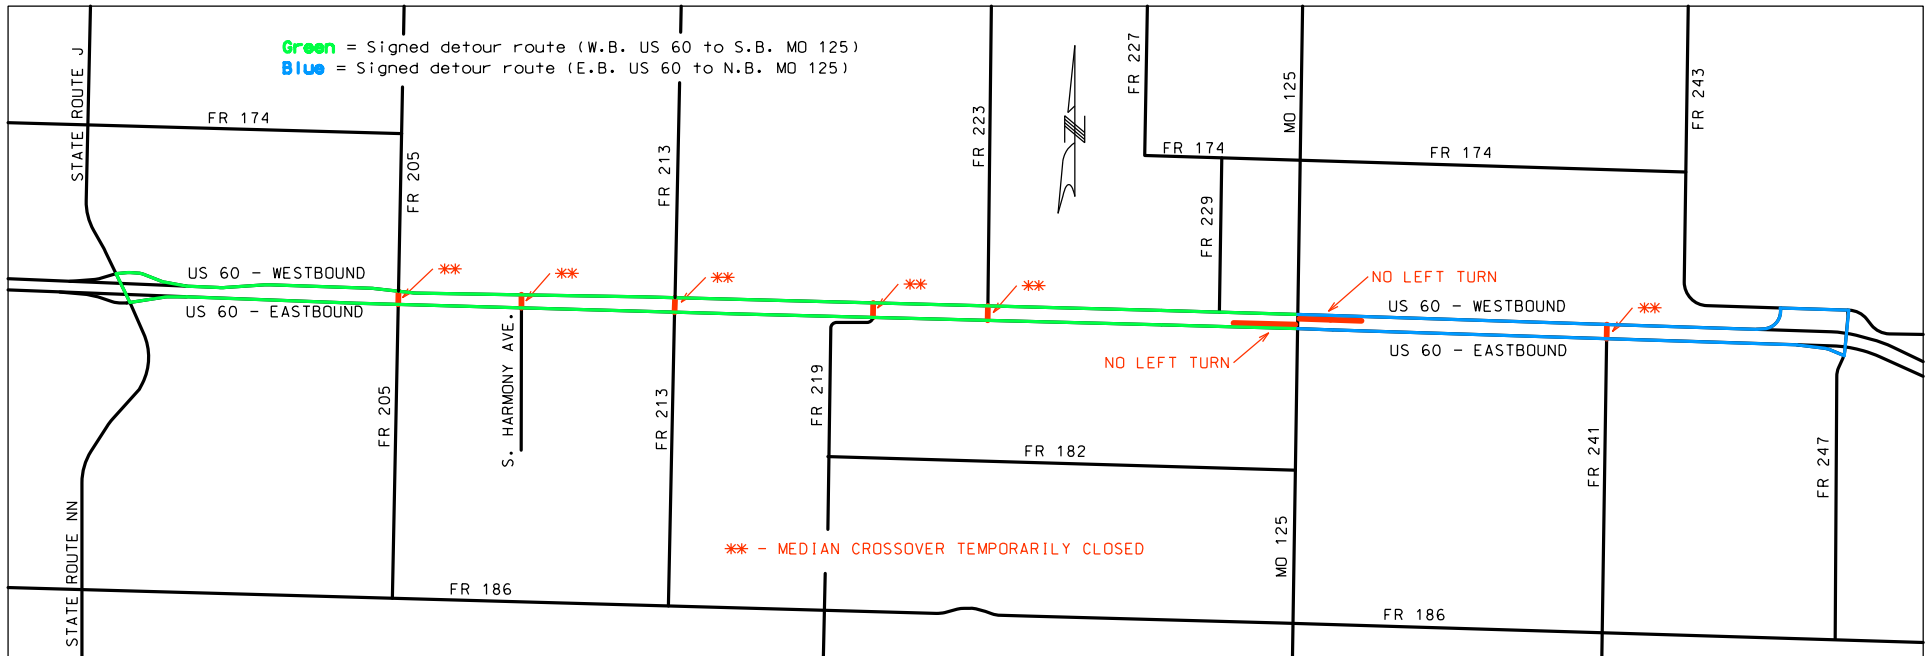 Green = Signed detour route (W.B. US 60 to S.B. MO 125)
Blue = Signed detour route (E.B. US 60 to N.B. MO 125)
STATE ROUTE J
FR 174
FR 205
FR 213
FR 223
FR 227
FR 174
FR 229
MO 125
FR 174
FR 243
N
US 60 - WESTBOUND
US 60 - EASTBOUND
**
**
**
**
**
NO LEFT TURN
US 60 - WESTBOUND
**
US 60 - EASTBOUND
NO LEFT TURN
FR 205
S. HARMONY AVE.
FR 213
FR 219
FR 182
FR 241
FR 247
STATE ROUTE NN
** - MEDIAN CROSSOVER TEMPORARILY CLOSED
MO 125
FR 186
FR 186